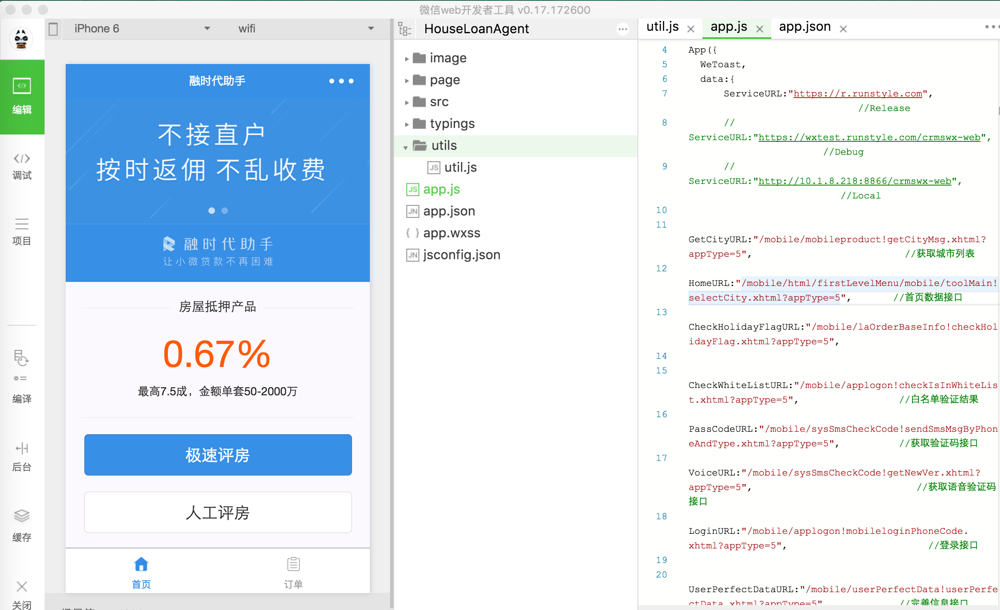 微信web开发者工具 v0.17.172600
iPhone 6
wifi
编辑
调试
项目
编译
后台
缓存
关闭
融时代助手
不接直户
按时返佣 不乱收费
融时代助手
让小微贷款不再困难
房屋抵押产品
0.67%
最高7.5成，金额单套50-2000万
极速评房
人工评房
首页
订单
HouseLoanAgent
image
page
src
typings
utils
JS util.js
JS app.js
JN app.json
{ } app.wxss
JN jsconfig.json
util.js
app.js
app.json
4 App({
5 WeToast,
6 data:{
7 ServiceURL:"https://r.runstyle.com",
//Release
8 //
ServiceURL:"https://wxtest.runstyle.com/crmswx-web",
//Debug
9 //
ServiceURL:"http://10.1.8.218:8866/crmswx-web",
//Local
10
11
GetCityURL:"/mobile/mobileproduct!getCityMsg.xhtml?
appType=5", //获取城市列表
12
HomeURL:"/mobile/html/firstLevelMenu/mobile/toolMain!
selectCity.xhtml?appType=5", //首页数据接口
13
CheckHolidayFlagURL:"/mobile/laOrderBaseInfo!checkHol
idayFlag.xhtml?appType=5",
14
15
CheckWhiteListURL:"/mobile/applogon!checkIsInWhiteLis
t.xhtml?appType=5", //白名单验证结果
16
PassCodeURL:"/mobile/sysSmsCheckCode!sendSmsMsgByPhon
eAndType.xhtml?appType=5", //获取验证码接口
17
VoiceURL:"/mobile/sysSmsCheckCode!getNewVer.xhtml?
appType=5", //获取语音验证码
接口
18
LoginURL:"/mobile/applogon!mobileloginPhoneCode.
xhtml?appType=5", //登录接口
19
20
UserPerfectDataURL:"/mobile/userPerfectData!userPerfe
ctData.xhtml?appType=5" //完善信息接口